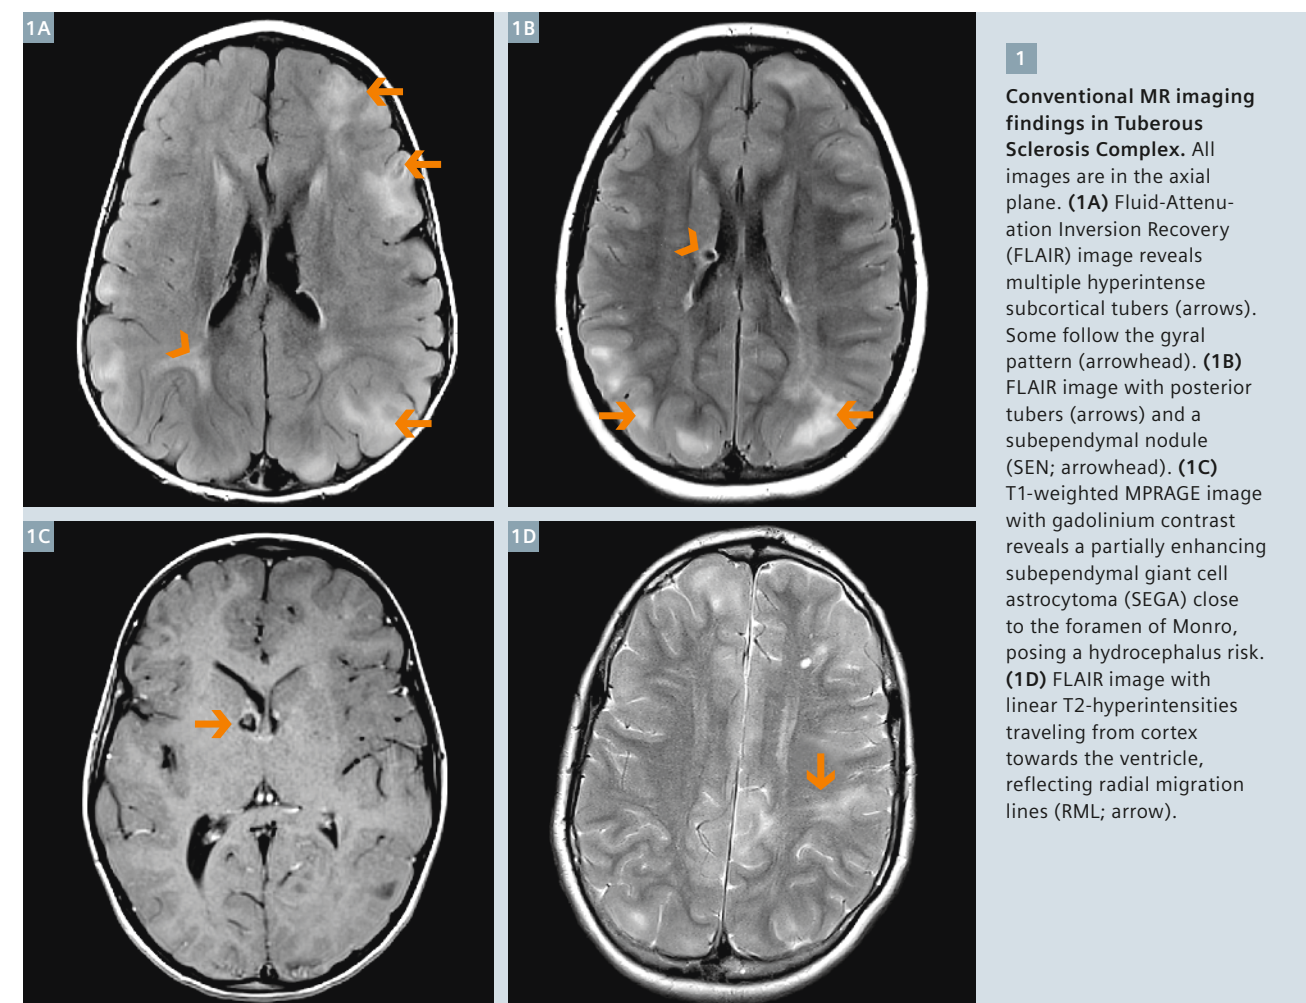 1A
1B
1C
1D
1
Conventional MR imaging
findings in Tuberous
Sclerosis Complex. All
images are in the axial
plane. (1A) Fluid-Attenu-
ation Inversion Recovery
(FLAIR) image reveals
multiple hyperintense
subcortical tubers (arrows).
Some follow the gyral
pattern (arrowhead). (1B)
FLAIR image with posterior
tubers (arrows) and a
subependymal nodule
(SEN; arrowhead). (1C)
T1-weighted MPRAGE image
with gadolinium contrast
reveals a partially enhancing
subependymal giant cell
astrocytoma (SEGA) close
to the foramen of Monro,
posing a hydrocephalus risk.
(1D) FLAIR image with
linear T2-hyperintensities
traveling from cortex
towards the ventricle,
reflecting radial migration
lines (RML; arrow).